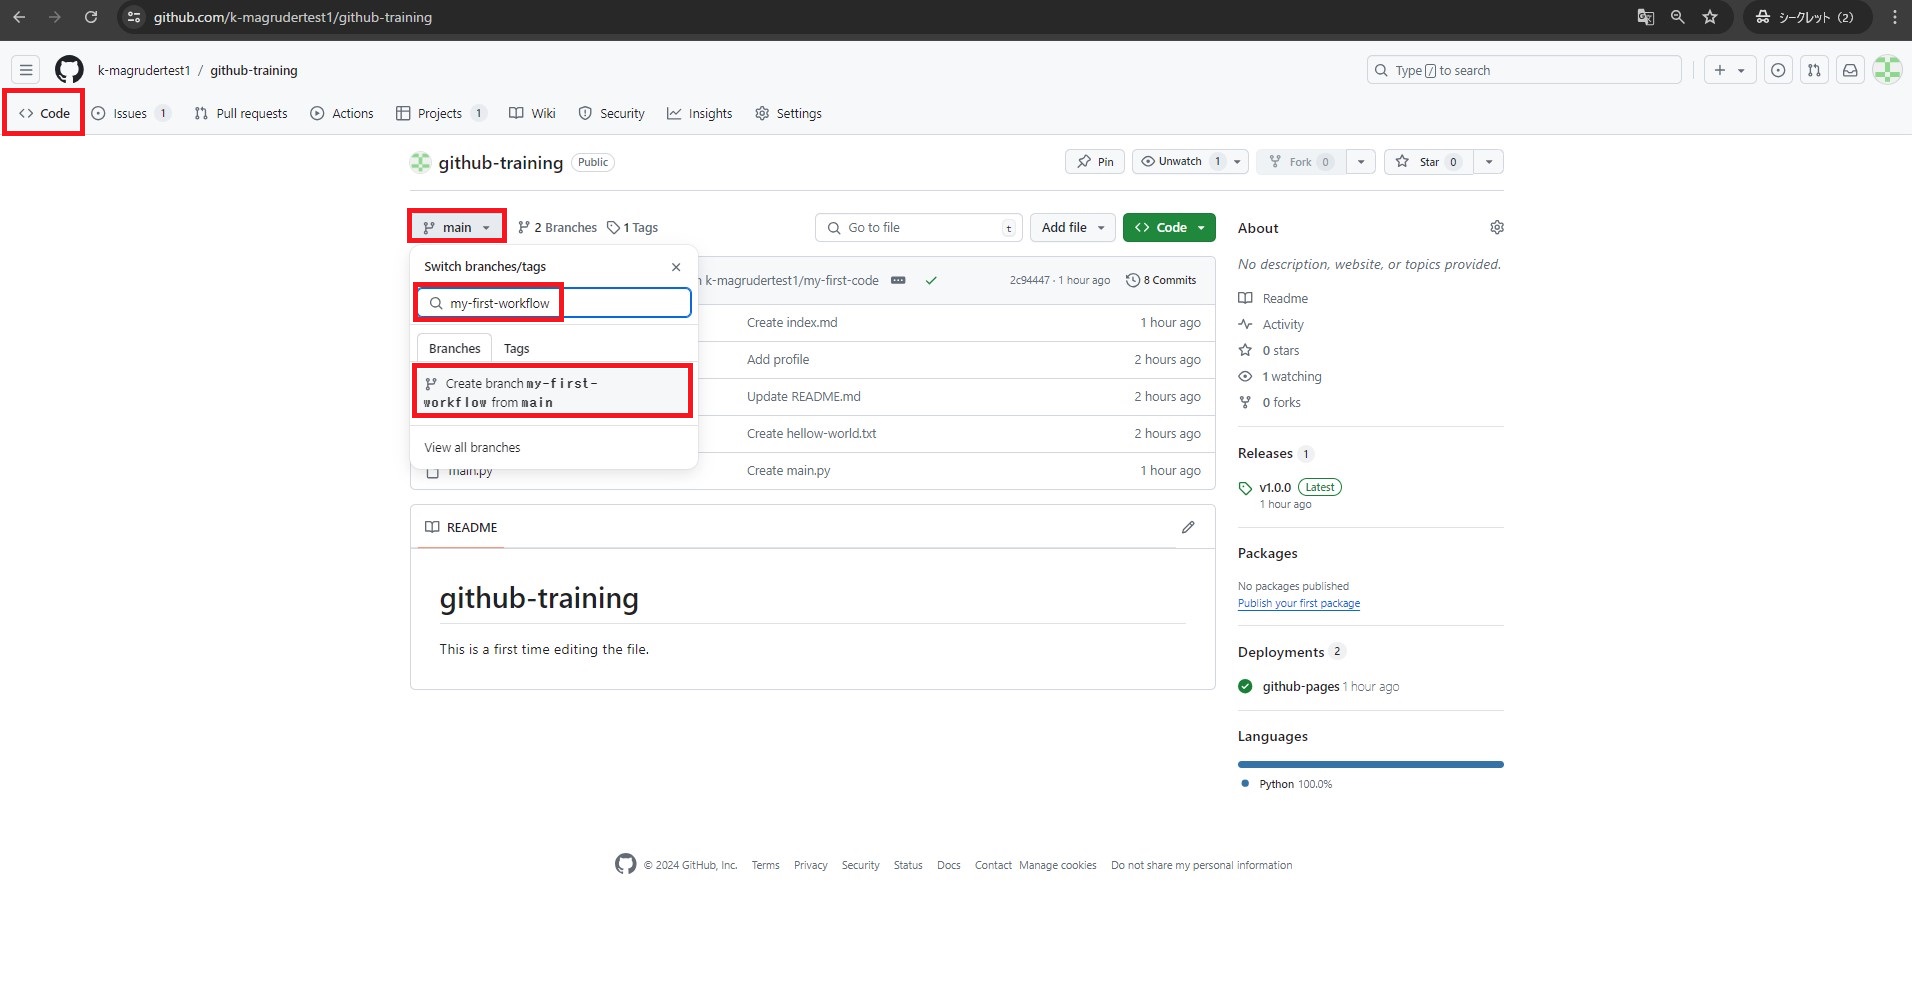 github.com/k-magrudertest1/github-training
シークレット (2)
k-magrudertest1 / github-training
Type / to search
Code
Issues 1
Pull requests
Actions
Projects 1
Wiki
Security
Insights
Settings
github-training Public
Pin
Unwatch 1
Fork 0
Star 0
main
2 Branches
1 Tags
Go to file t
Add file
Code
Switch branches/tags
my-first-workflow
Branches
Tags
Create branch my-first-
workflow from main
View all branches
k-magrudertest1/my-first-code
2c94447 · 1 hour ago
8 Commits
Create index.md 1 hour ago
Add profile 2 hours ago
Update README.md 2 hours ago
Create hellow-world.txt 2 hours ago
main.py Create main.py 1 hour ago
README
github-training
This is a first time editing the file.
About
No description, website, or topics provided.
Readme
Activity
0 stars
1 watching
0 forks
Releases 1
v1.0.0 Latest
1 hour ago
Packages
No packages published
Publish your first package
Deployments 2
github-pages 1 hour ago
Languages
Python 100.0%
© 2024 GitHub, Inc. Terms Privacy Security Status Docs Contact Manage cookies Do not share my personal information